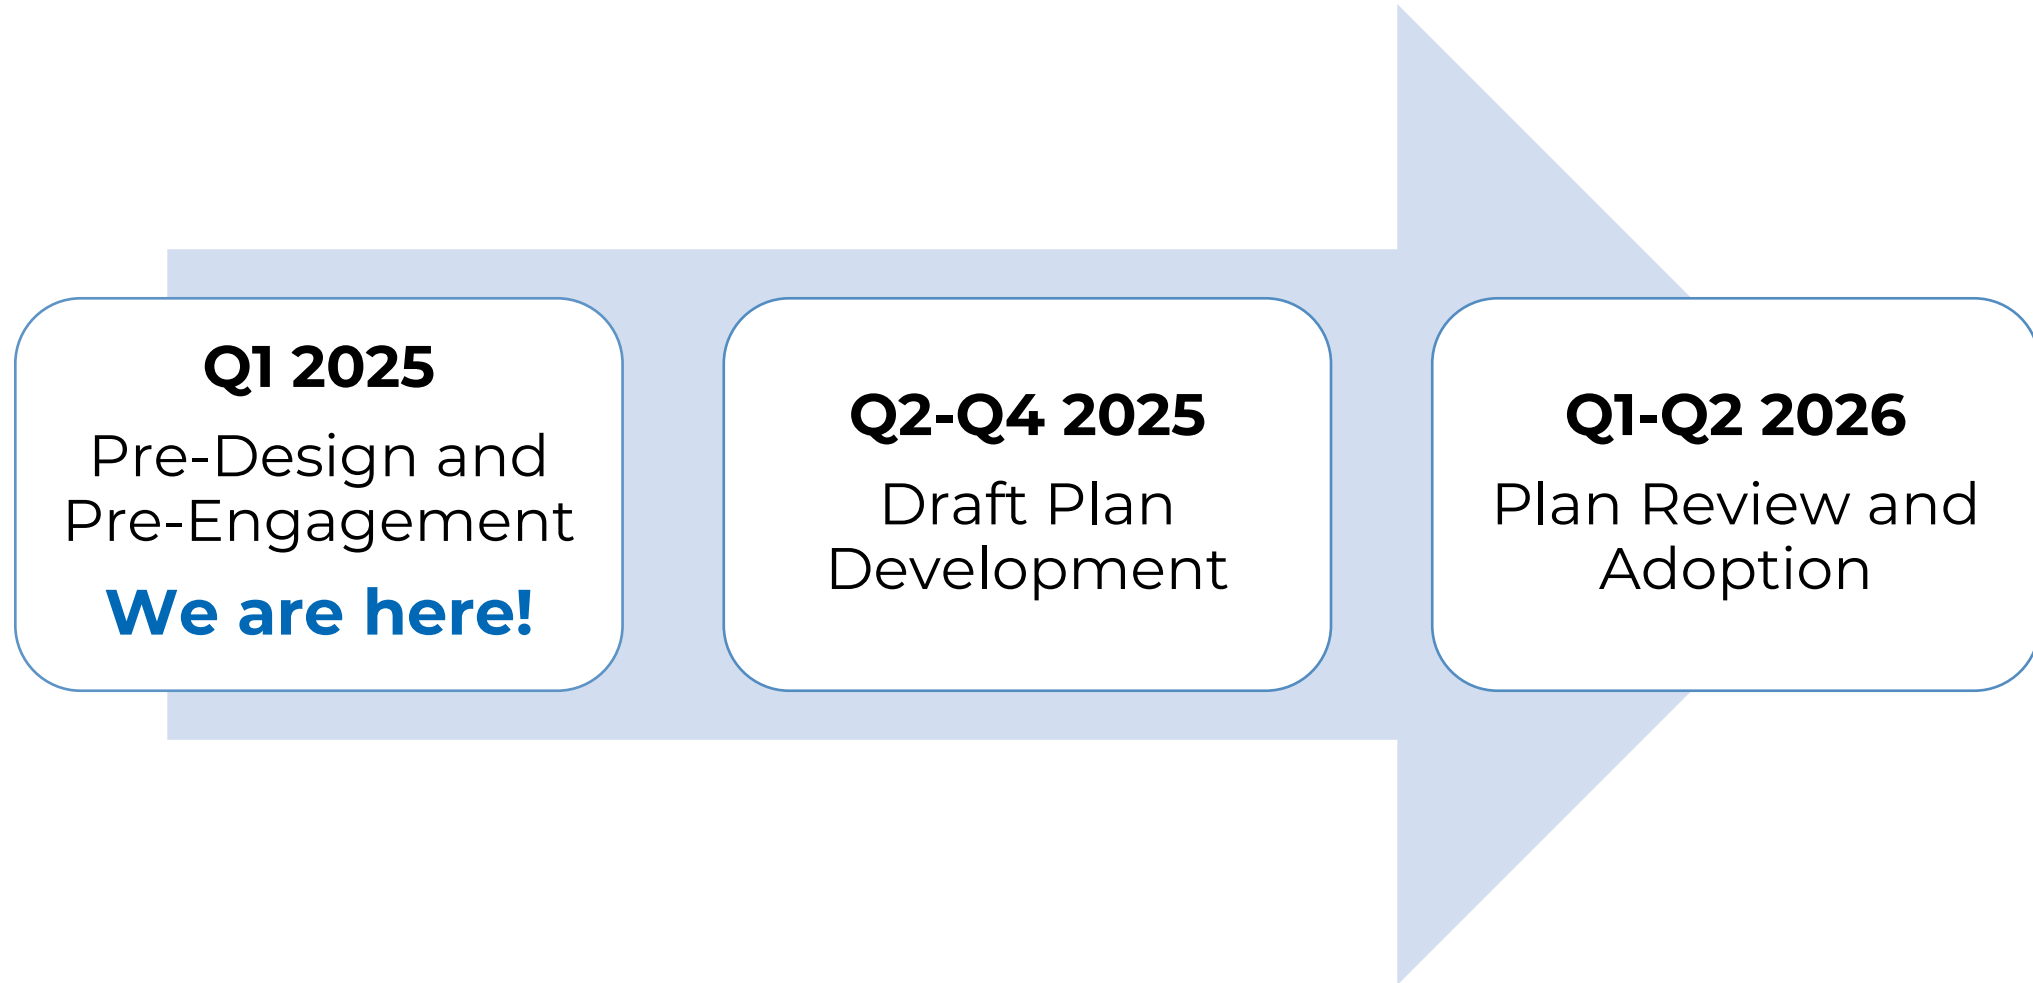 Q1 2025
Pre-Design and
Pre-Engagement
We are here!
Q2-Q4 2025
Draft Plan
Development
Q1-Q2 2026
Plan Review and
Adoption